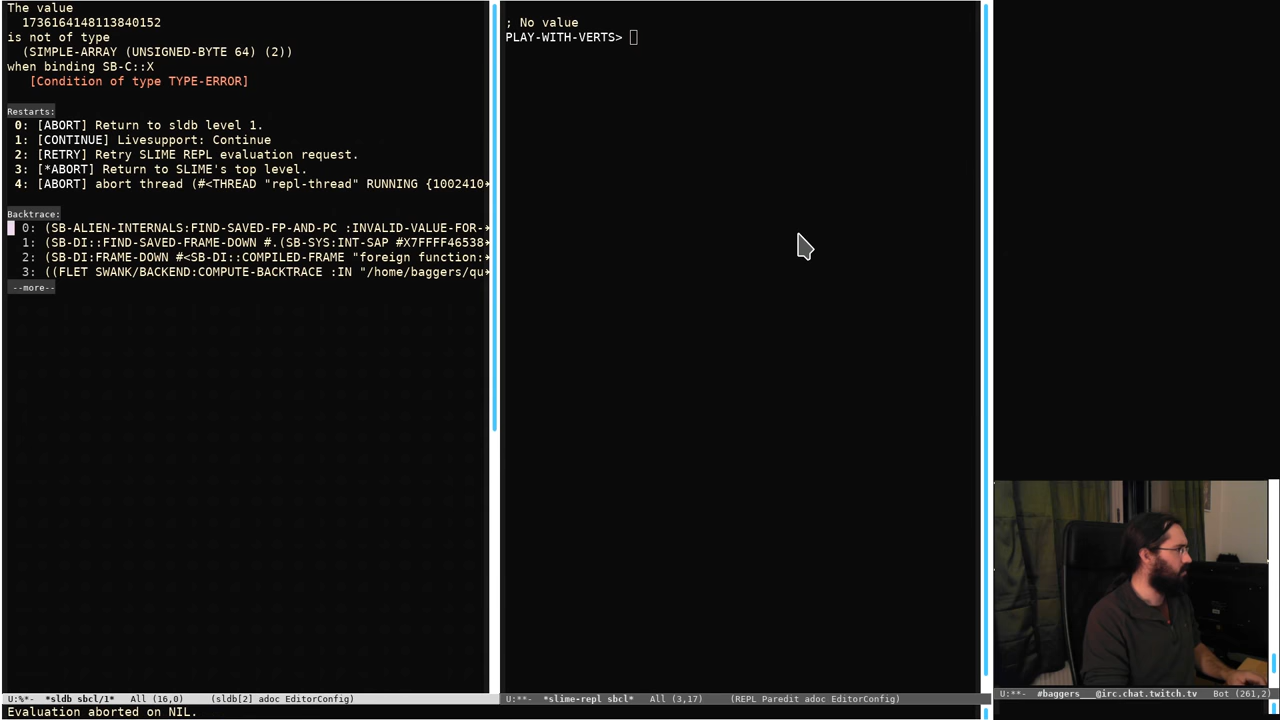 The value
1736164148113840152
is not of type
(SIMPLE-ARRAY (UNSIGNED-BYTE 64) (2))
when binding SB-C::X
[Condition of type TYPE-ERROR]
Restarts:
0: [ABORT] Return to sldb level 1.
1: [CONTINUE] Livesupport: Continue
2: [RETRY] Retry SLIME REPL evaluation request.
3: [*ABORT] Return to SLIME's top level.
4: [ABORT] abort thread (#<THREAD "repl-thread" RUNNING {1002410
Backtrace:
0: (SB-ALIEN-INTERNALS:FIND-SAVED-FP-AND-PC :INVALID-VALUE-FOR-
1: (SB-DI::FIND-SAVED-FRAME-DOWN #.(SB-SYS:INT-SAP #X7FFFF46538
2: (SB-DI:FRAME-DOWN #<SB-DI::COMPILED-FRAME "foreign function:
3: ((FLET SWANK/BACKEND:COMPUTE-BACKTRACE :IN "/home/baggers/qu
--more--
U:%*- *sldb sbcl/1* All (16,0) (sldb[2] adoc EditorConfig)
Evaluation aborted on NIL.
; No value
PLAY-WITH-VERTS>
U:**- *slime-repl sbcl* All (3,17) (REPL Paredit adoc EditorConfig)
U:**- #baggers___@irc.chat.twitch.tv Bot (261,2)